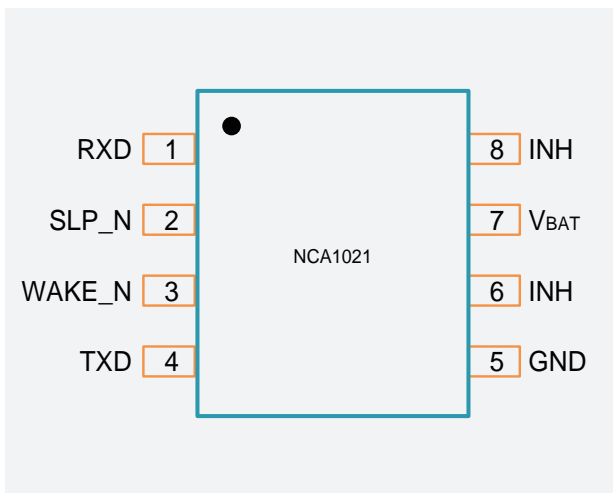 RXD 1 8 INH
SLP_N 2 7 VBAT
NCA1021
WAKE_N 3 6 INH
TXD 4 5 GND